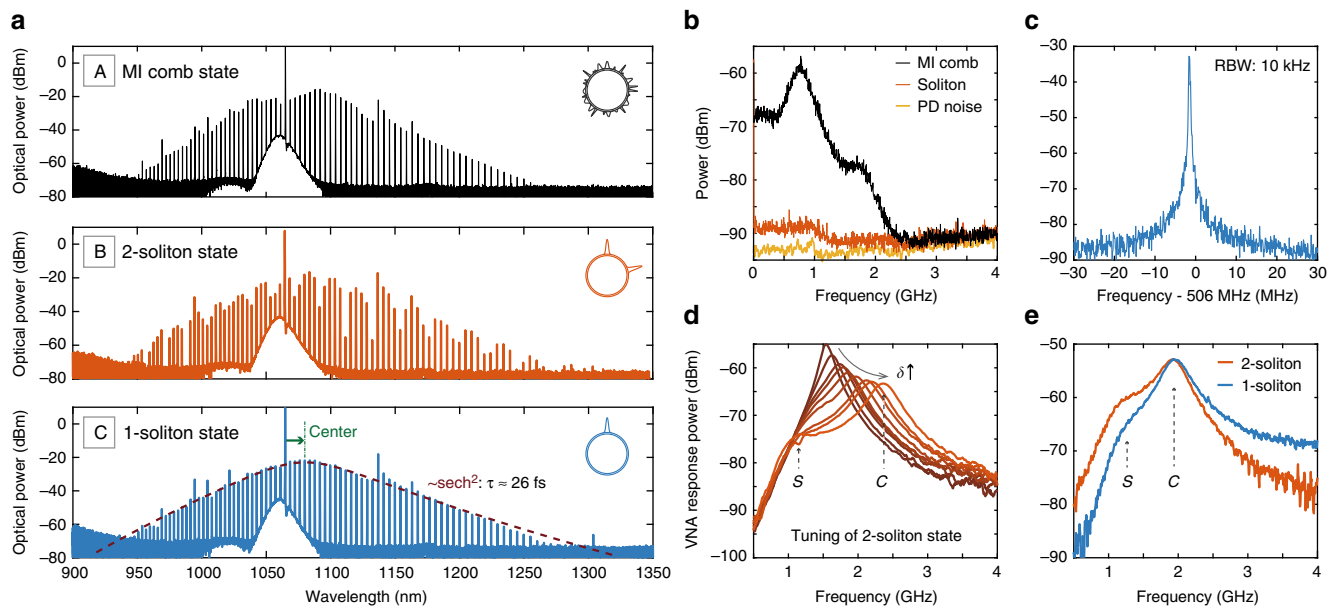 a
A MI comb state
Optical power (dBm)
0
−20
−40
−60
−80
B 2-soliton state
Optical power (dBm)
0
−20
−40
−60
−80
C 1-soliton state
Center
~sech²: τ ≈ 26 fs
Optical power (dBm)
0
−20
−40
−60
−80
900 950 1000 1050 1100 1150 1200 1250 1300 1350
Wavelength (nm)
b
MI comb
Soliton
PD noise
Power (dBm)
−60
−70
−80
−90
0 1 2 3 4
Frequency (GHz)
c
RBW: 10 kHz
−30
−40
−50
−60
−70
−80
−90
−30 −20 −10 0 10 20 30
Frequency - 506 MHz (MHz)
d
δ↑
S C
Tuning of 2-soliton state
VNA response power (dBm)
−60
−70
−80
−90
−100
1 2 3 4
Frequency (GHz)
e
2-soliton
1-soliton
S C
−50
−60
−70
−80
−90
1 2 3 4
Frequency (GHz)